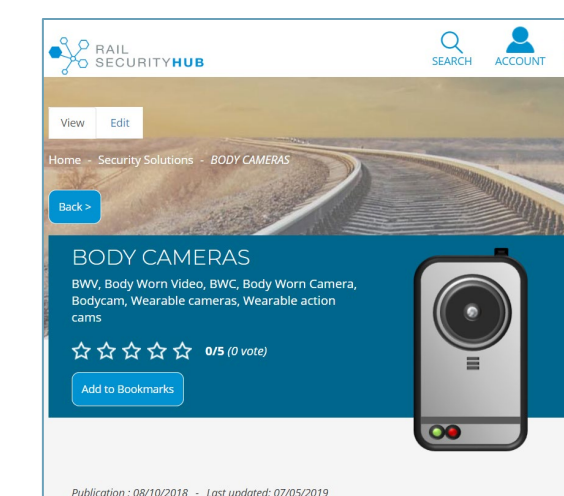 RAIL
SECURITYHUB
SEARCH
ACCOUNT
View
Edit
Home - Security Solutions - BODY CAMERAS
Back >
BODY CAMERAS
BWV, Body Worn Video, BWC, Body Worn Camera,
Bodycam, Wearable cameras, Wearable action
cams
0/5 (0 vote)
Add to Bookmarks
Publication : 08/10/2018 - Last updated: 07/05/2019